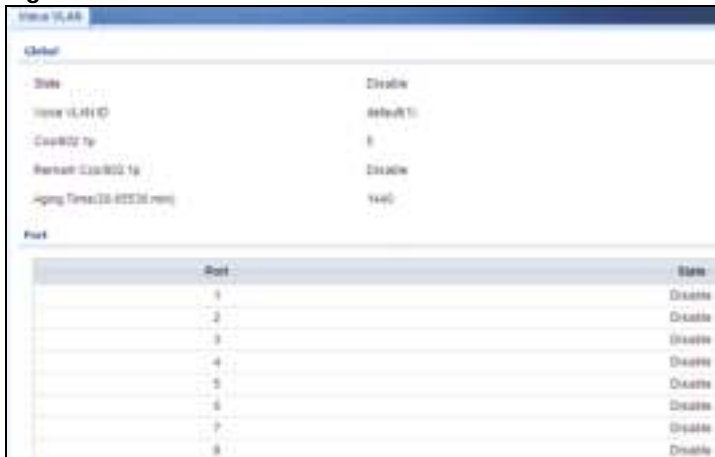 Voice VLAN
Global
State Disable
Voice VLAN ID default(1)
Cos/802.1p 5
Remark Cos/802.1p Disable
Aging Time(30-65536 min) 1440
Port
Port State
1 Disable
2 Disable
3 Disable
4 Disable
5 Disable
6 Disable
7 Disable
8 Disable